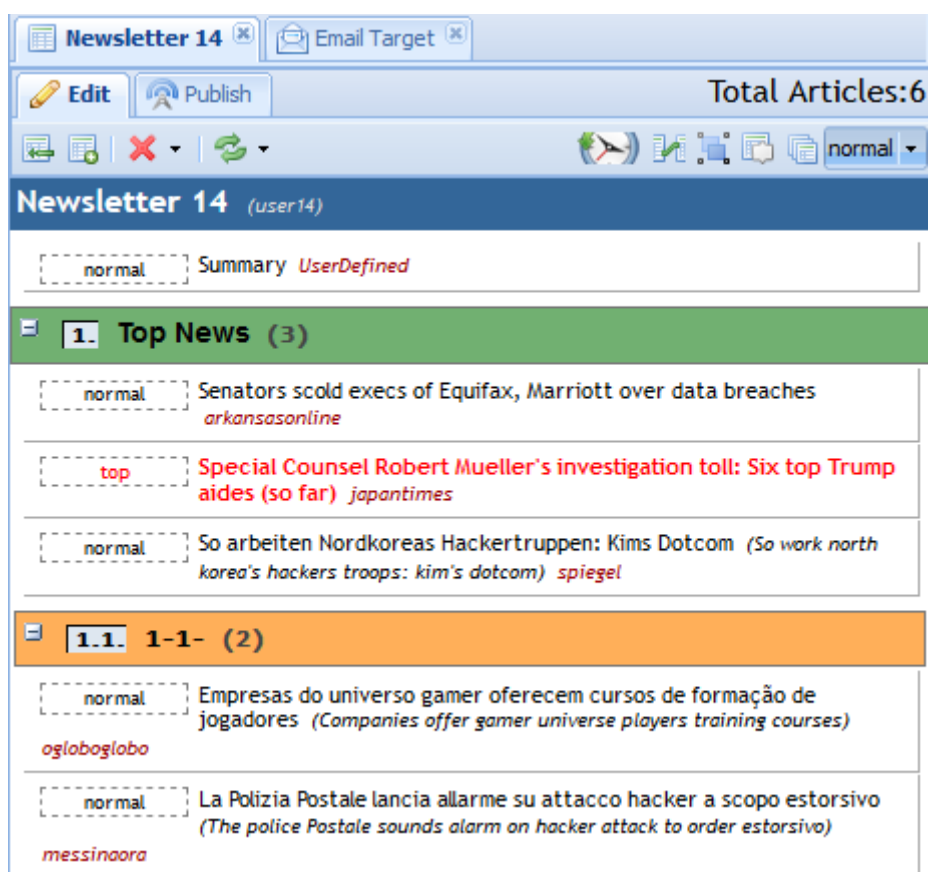 Newsletter 14 Email Target
Edit Publish Total Articles:6
normal
Newsletter 14 (user14)
normal Summary UserDefined
1. Top News (3)
normal Senators scold execs of Equifax, Marriott over data breaches
arkansasonline
top Special Counsel Robert Mueller's investigation toll: Six top Trump
aides (so far) japantimes
normal So arbeiten Nordkoreas Hackertruppen: Kims Dotcom (So work north
korea's hackers troops: kim's dotcom) spiegel
1.1. 1-1- (2)
normal Empresas do universo gamer oferecem cursos de formação de
jogadores (Companies offer gamer universe players training courses)
ogloboglobo
normal La Polizia Postale lancia allarme su attacco hacker a scopo estorsivo
(The police Postale sounds alarm on hacker attack to order estorsivo)
messinaora